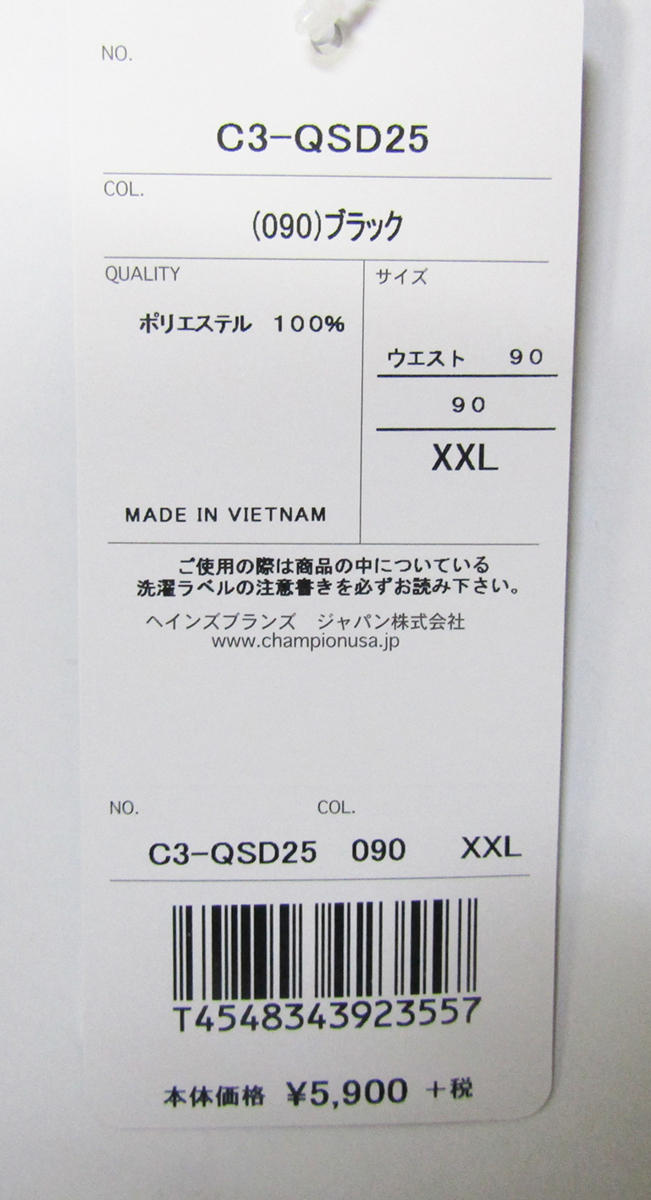 NO.
C3-QSD25
COL.
(090)ブラック
QUALITY
サイズ
ポリエステル 100%
ウエスト 90
90
XXL
MADE IN VIETNAM
ご使用の際は商品の中についている
洗濯ラベルの注意書きを必ずお読み下さい。
ヘインズブランズ ジャパン株式会社
www.championusa.jp
NO. COL.
C3-QSD25 090 XXL
T4548343923557
本体価格 ¥5,900 +税